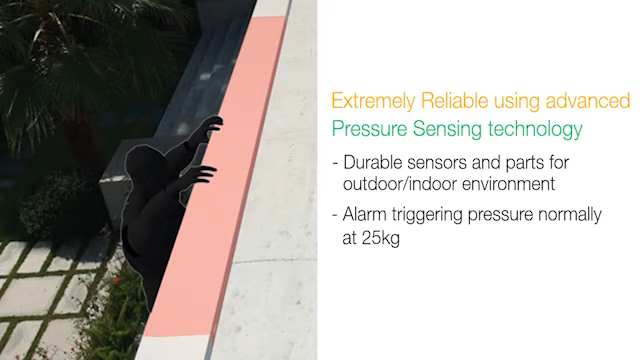 Extremely Reliable using advanced
Pressure Sensing technology
- Durable sensors and parts for
outdoor/indoor environment
- Alarm triggering pressure normally
at 25kg